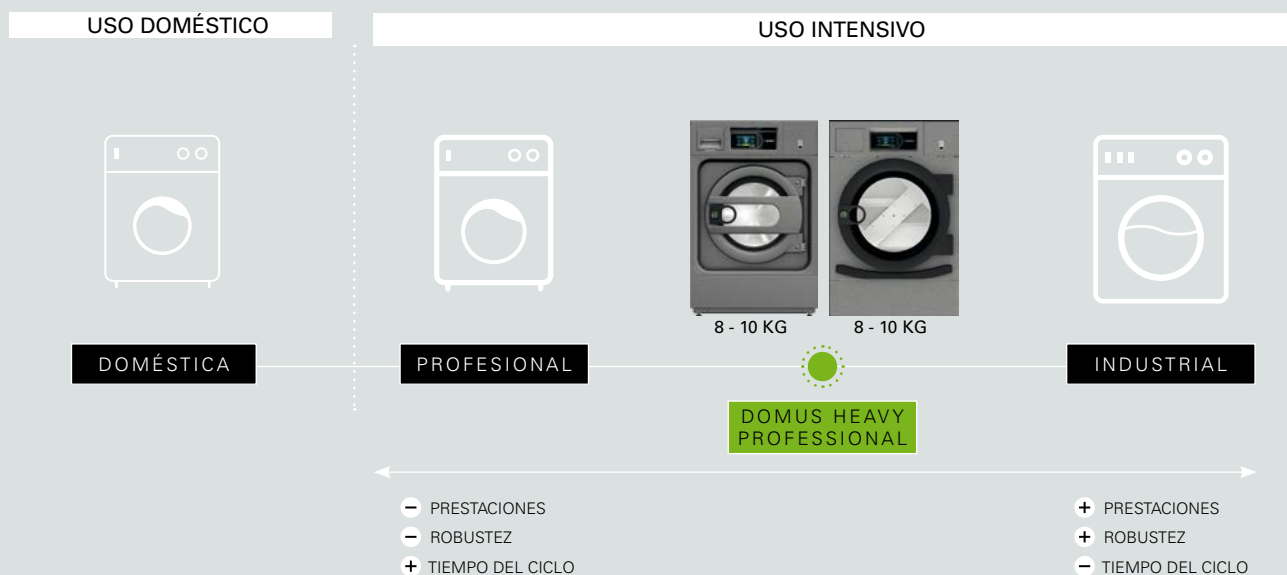 USO DOMÉSTICO
USO INTENSIVO
8 - 10 KG
8 - 10 KG
DOMÉSTICA
PROFESIONAL
INDUSTRIAL
DOMUS HEAVY
PROFESSIONAL
− PRESTACIONES
− ROBUSTEZ
+ TIEMPO DEL CICLO
+ PRESTACIONES
+ ROBUSTEZ
− TIEMPO DEL CICLO